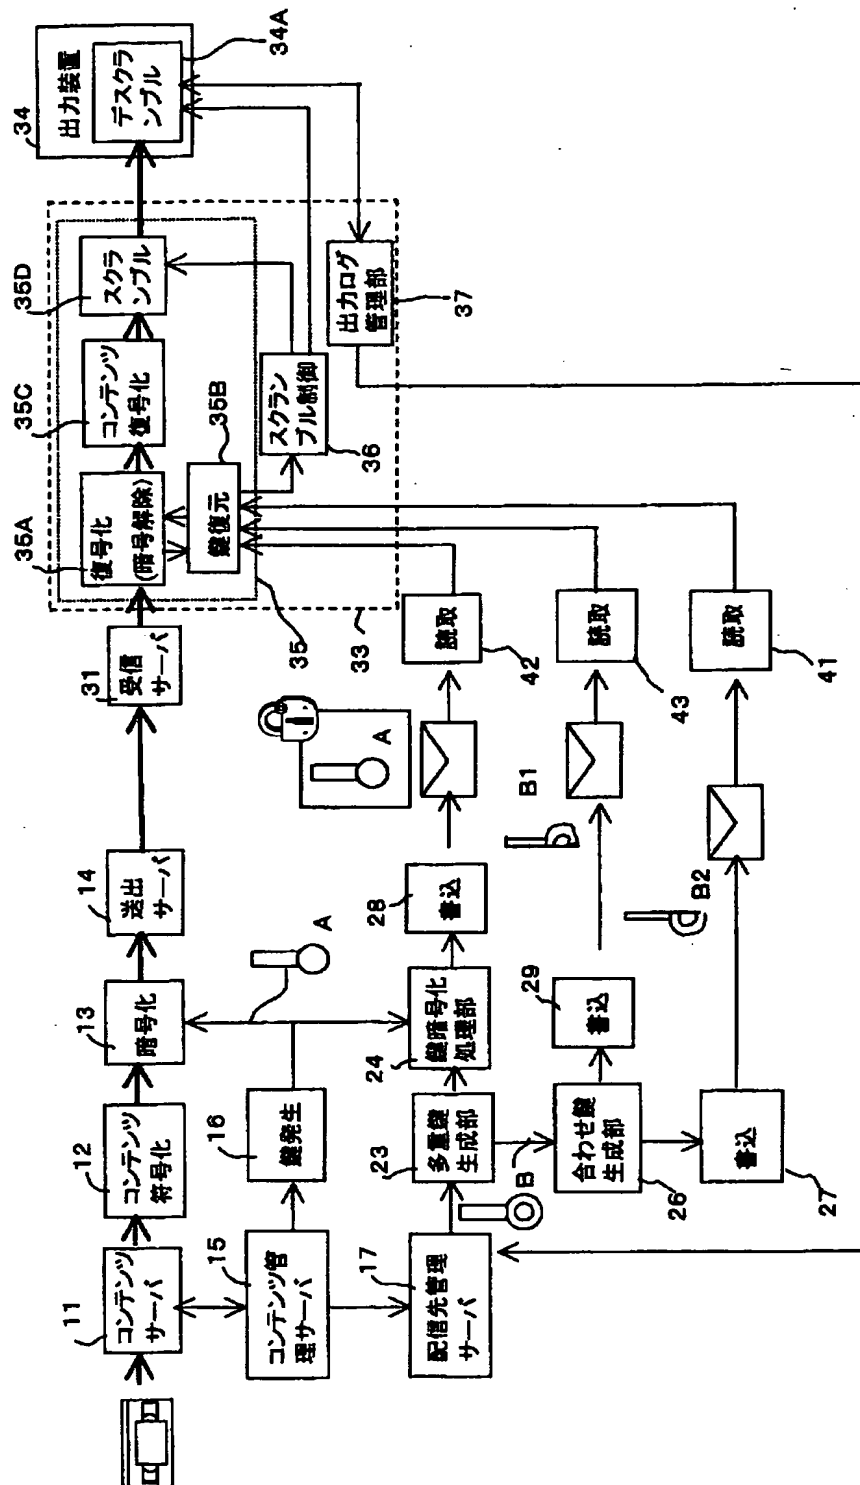 11
コンテンツ
サーバ
12
コンテンツ
符号化
13
暗号化
14
送出
サーバ
31
受信
サーバ
35A
復号化
(暗号解除)
35C
コンテンツ
復号化
35D
スクラ
ンブル
34
出力装置
デスクラ
ンブル
34A
15
コンテンツ管
理サーバ
16
鍵発生
A
35B
鍵復元
35
33
スクラン
ブル制御
36
出力ログ
管理部
37
17
配信先管理
サーバ
23
多重鍵
生成部
24
鍵暗号化
処理部
28
書込
A
読取
42
B
合わせ鍵
生成部
26
29
書込
B1
読取
43
書込
27
B2
読取
41